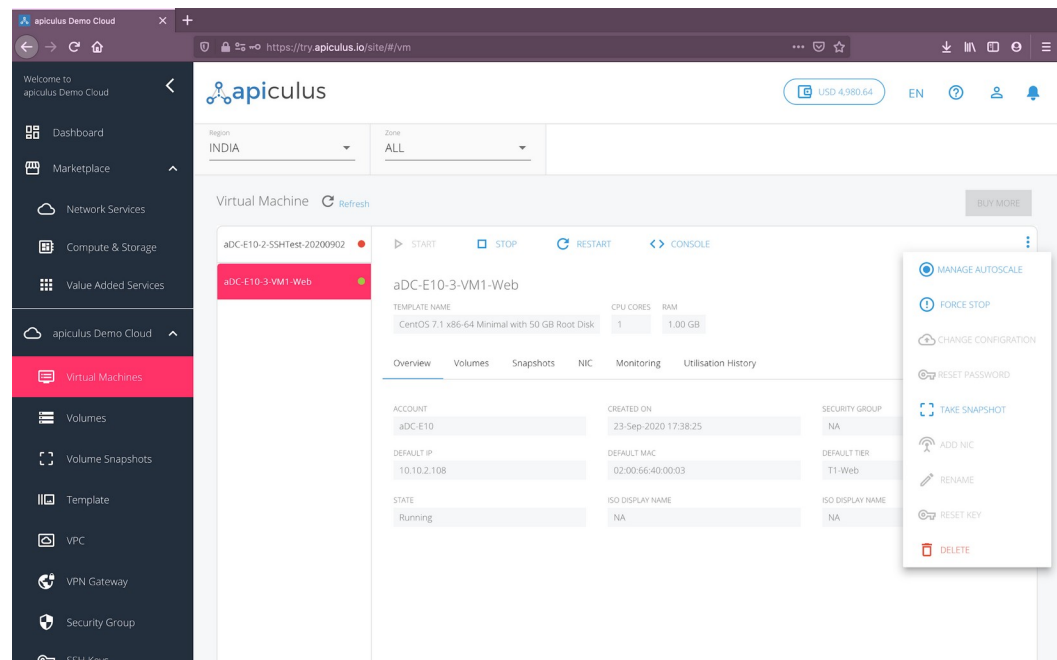 apiculus Demo Cloud
https://try.apiculus.io/site/#/vm
Welcome to
apiculus Demo Cloud
apiculus
USD 4,980.64
EN
Dashboard
Marketplace
Network Services
Compute & Storage
Value Added Services
apiculus Demo Cloud
Virtual Machines
Volumes
Volume Snapshots
Template
VPC
VPN Gateway
Security Group
SSH Keys
Region
INDIA
Zone
ALL
Virtual Machine
Refresh
BUY MORE
aDC-E10-2-SSHTest-20200902
aDC-E10-3-VM1-Web
START
STOP
RESTART
CONSOLE
aDC-E10-3-VM1-Web
TEMPLATE NAME
CentOS 7.1 x86-64 Minimal with 50 GB Root Disk
CPU CORES
1
RAM
1.00 GB
Overview Volumes Snapshots NIC Monitoring Utilisation History
ACCOUNT
aDC-E10
CREATED ON
23-Sep-2020 17:38:25
SECURITY GROUP
NA
DEFAULT IP
10.10.2.108
DEFAULT MAC
02:00:66:40:00:03
DEFAULT TIER
T1-Web
STATE
Running
ISO DISPLAY NAME
NA
ISO DISPLAY NAME
NA
MANAGE AUTOSCALE
FORCE STOP
CHANGE CONFIGRATION
RESET PASSWORD
TAKE SNAPSHOT
ADD NIC
RENAME
RESET KEY
DELETE